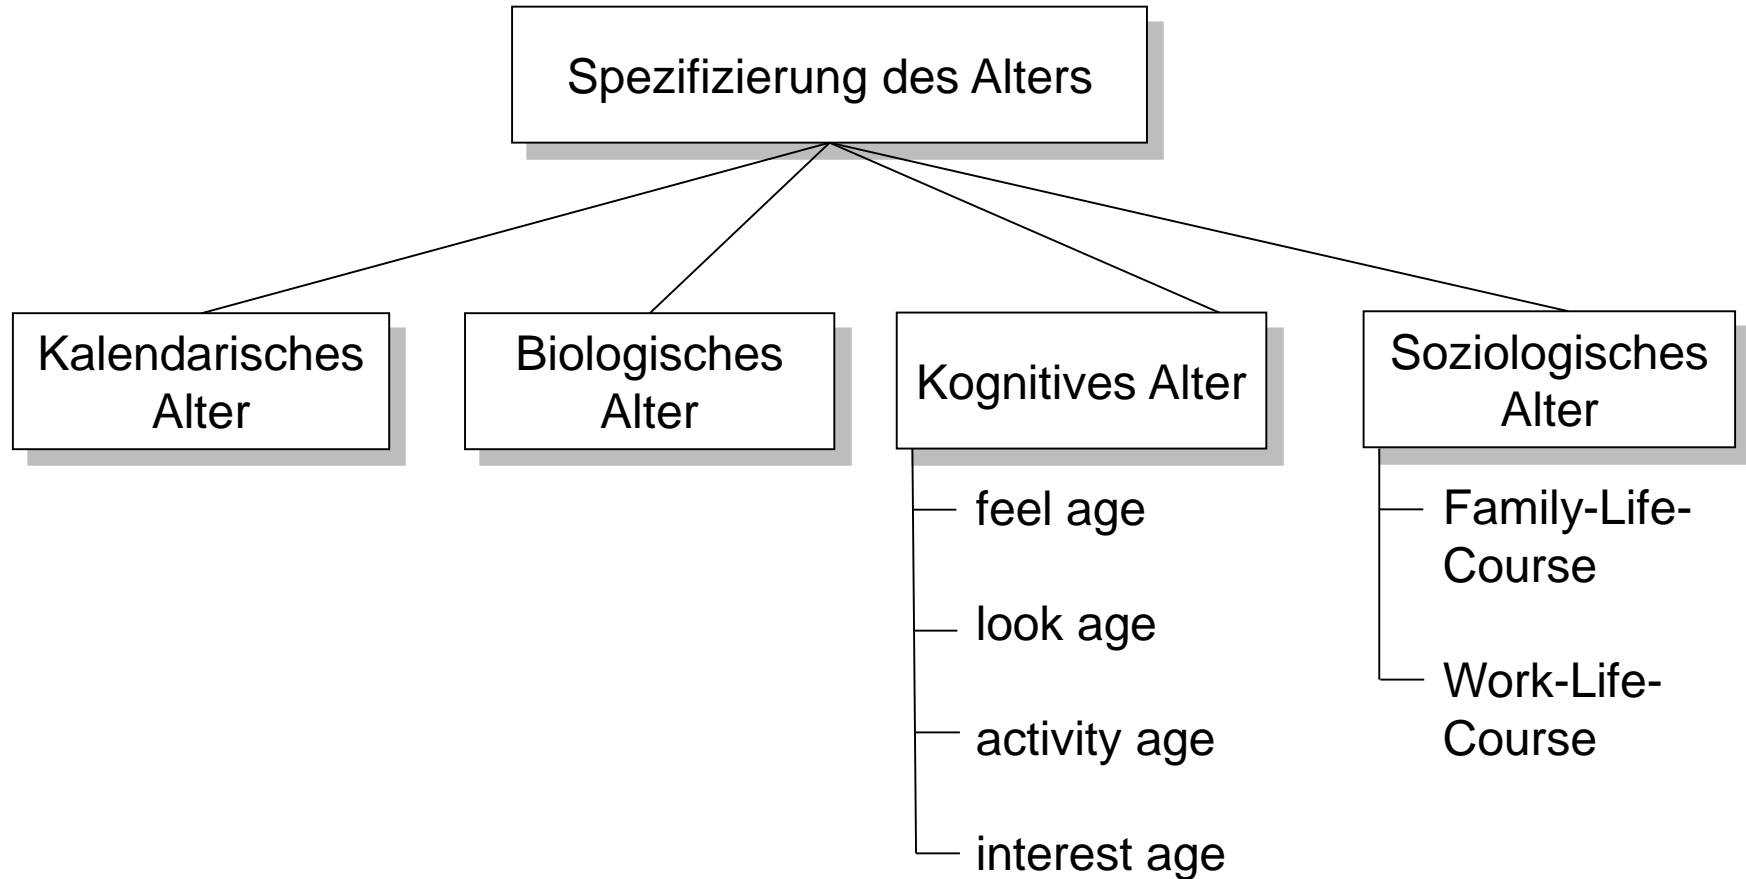 Spezifizierung des Alters
Kalendarisches
Alter
Biologisches
Alter
Kognitives Alter
feel age
look age
activity age
interest age
Soziologisches
Alter
Family-Life-
Course
Work-Life-
Course